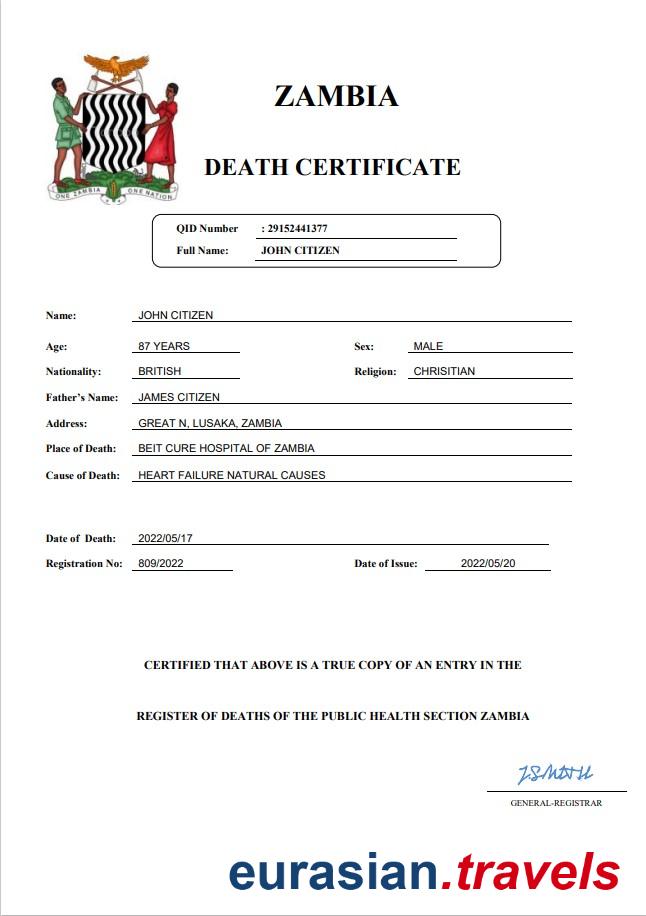 ZAMBIA
DEATH CERTIFICATE
ONE ZAMBIA ONE NATION
QID Number : 29152441377
Full Name: JOHN CITIZEN
Name: JOHN CITIZEN
Age: 87 YEARS Sex: MALE
Nationality: BRITISH Religion: CHRISITIAN
Father's Name: JAMES CITIZEN
Address: GREAT N, LUSAKA, ZAMBIA
Place of Death: BEIT CURE HOSPITAL OF ZAMBIA
Cause of Death: HEART FAILURE NATURAL CAUSES
Date of Death: 2022/05/17
Registration No: 809/2022 Date of Issue: 2022/05/20
CERTIFIED THAT ABOVE IS A TRUE COPY OF AN ENTRY IN THE
REGISTER OF DEATHS OF THE PUBLIC HEALTH SECTION ZAMBIA
GENERAL-REGISTRAR
eurasian.travels